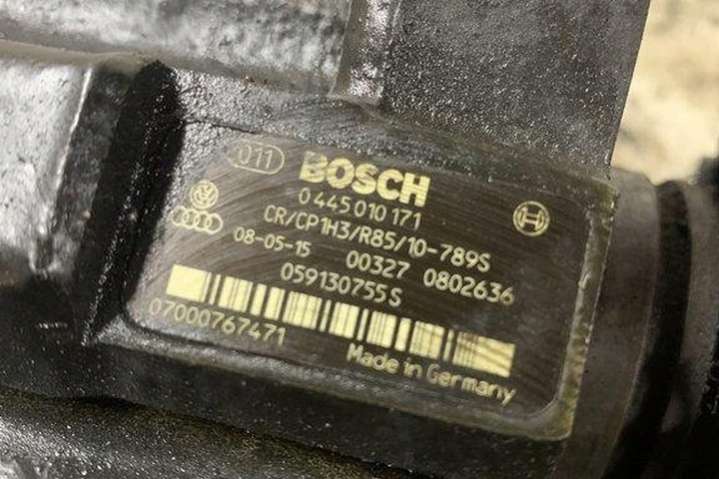 011
BOSCH
0 445 010 171
CR/CP1H3/R85/10-789S
08-05-15 00327 0802636
059130755S
07000767471
Made in Germany